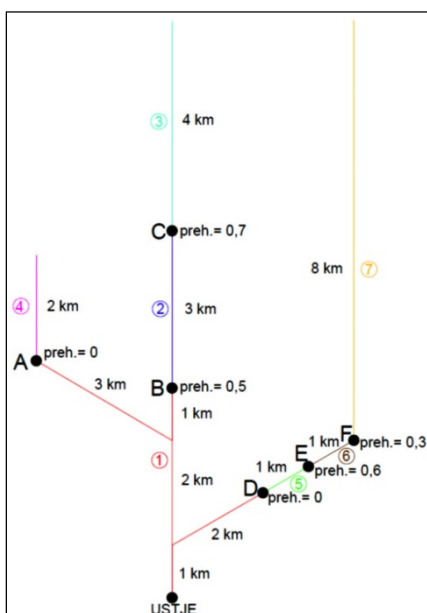 ③ 4 km
C preh.= 0,7
④ 2 km
② 3 km
8 km ⑦
A preh.= 0
3 km
B preh.= 0,5
1 km
① 2 km
1 km F preh.= 0,3
1 km E ⑥
preh.= 0,6
D ⑤
preh.= 0
2 km
1 km
USTJE